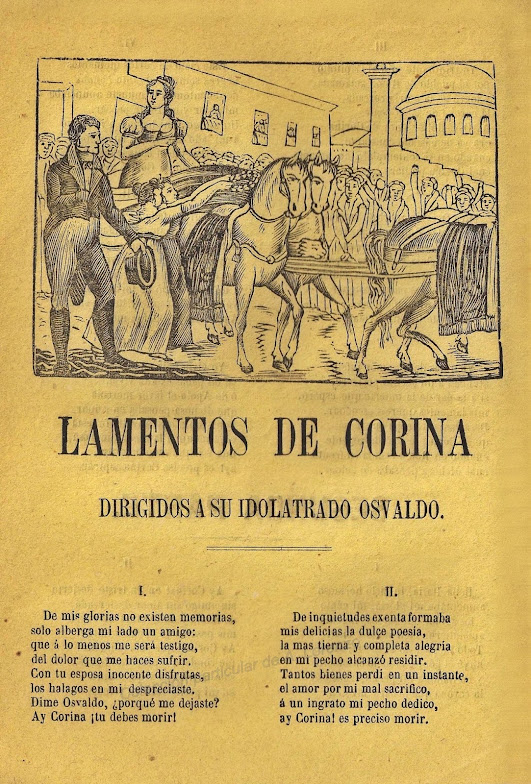 LAMENTOS DE CORINA
DIRIGIDOS A SU IDOLATRADO OSVALDO.
I.
De mis glorias no existen memorias,
solo alberga mi lado un amigo:
que á lo menos me será testigo,
del dolor que me haces sufrir.
Con tu esposa inocente disfrutas,
los halagos en mi despreciaste.
Dime Osvaldo, ¿porqué me dejaste?
Ay Corina ¡tu debes morir!
II.
De inquietudes exenta formaba
mis delicias la dulçe poesia,
la mas tierna y completa alegría
en mi pecho alcanzó residir.
Tantos bienes perdi en un instante,
el amor por mi mal sacrifico,
á un ingrato mi pecho dedico,
ay Corina! es preciso morir.